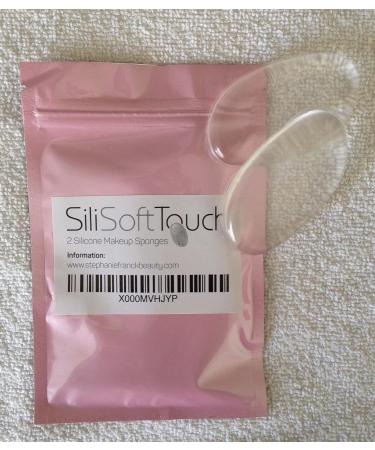 SiliSoftTouch
2 Silicone Makeup Sponges
Information:
www.stephaniefranckbeauty.com
X000MVHJYP